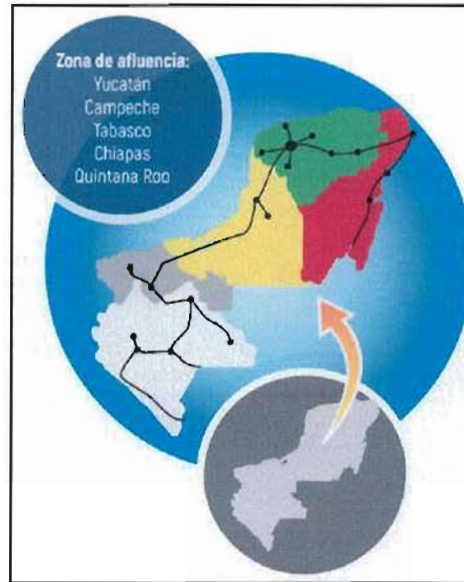 Zona de afluencia:
Yucatán
Campeche
Tabasco
Chiapas
Quintana Roo